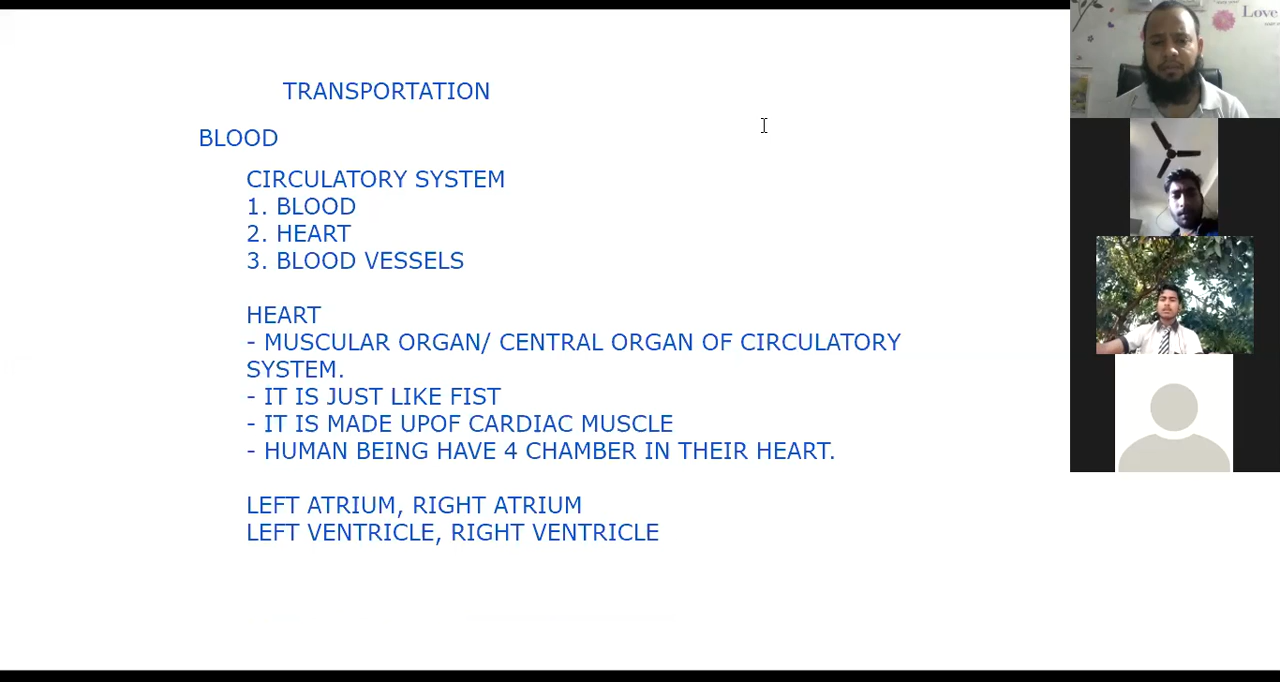 TRANSPORTATION
BLOOD
CIRCULATORY SYSTEM
1. BLOOD
2. HEART
3. BLOOD VESSELS
HEART
- MUSCULAR ORGAN/ CENTRAL ORGAN OF CIRCULATORY
SYSTEM.
- IT IS JUST LIKE FIST
- IT IS MADE UPOF CARDIAC MUSCLE
- HUMAN BEING HAVE 4 CHAMBER IN THEIR HEART.
LEFT ATRIUM, RIGHT ATRIUM
LEFT VENTRICLE, RIGHT VENTRICLE
Love